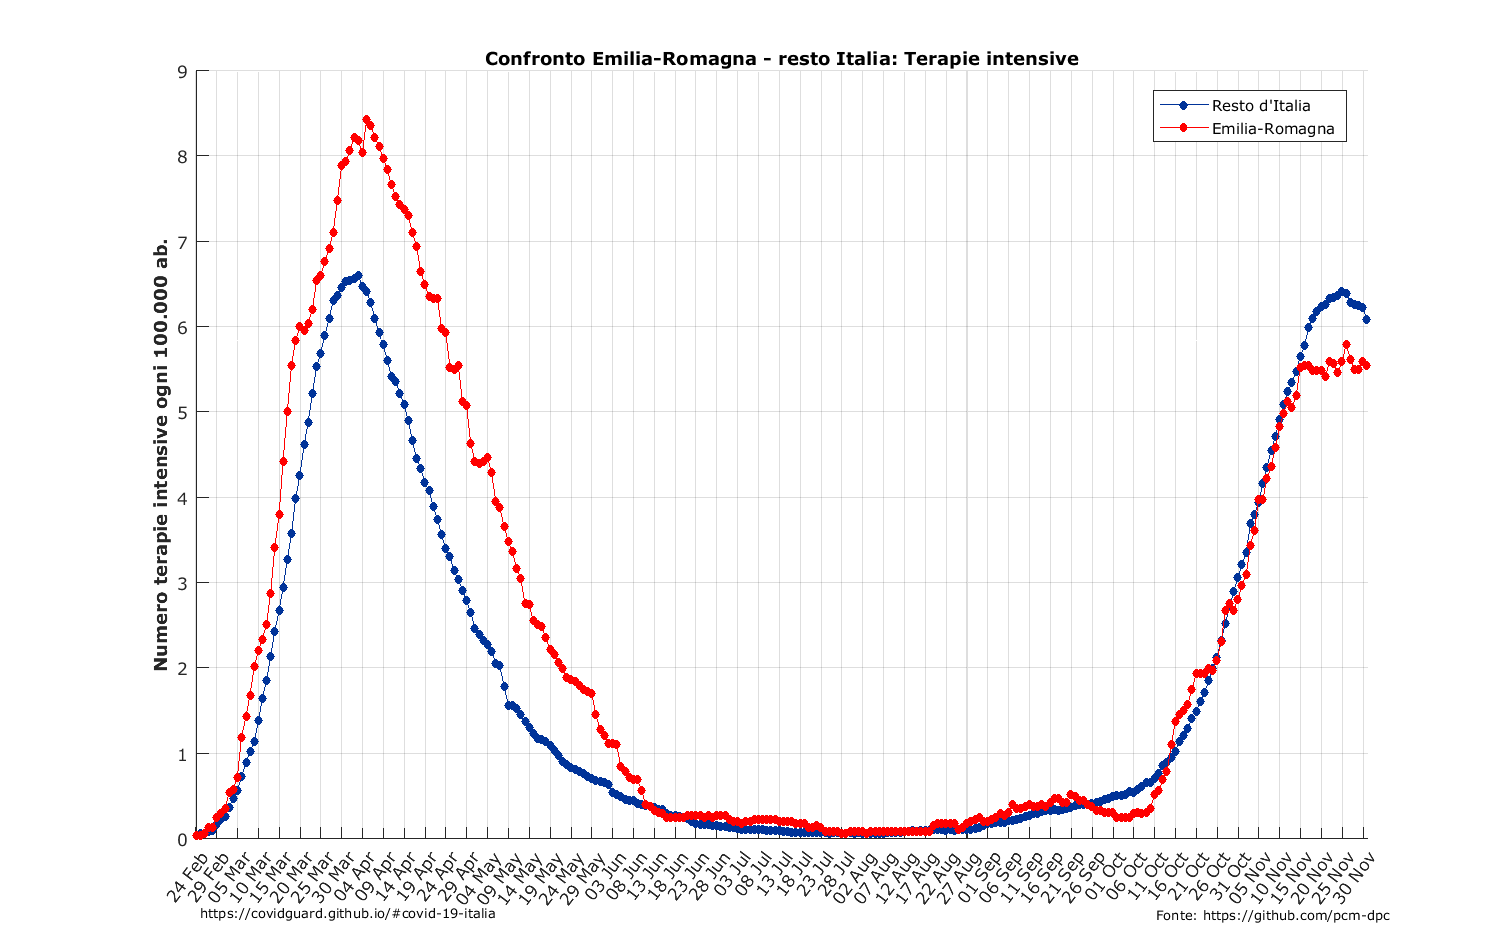 Confronto Emilia-Romagna - resto Italia: Terapie intensive
Resto d'Italia
Emilia-Romagna
Numero terapie intensive ogni 100.000 ab.
9
8
7
6
5
4
3
2
1
0
24 Feb
29 Feb
05 Mar
10 Mar
15 Mar
20 Mar
25 Mar
30 Mar
04 Apr
09 Apr
14 Apr
19 Apr
24 Apr
29 Apr
04 May
09 May
14 May
19 May
24 May
29 May
03 Jun
08 Jun
13 Jun
18 Jun
23 Jun
28 Jun
03 Jul
08 Jul
13 Jul
18 Jul
23 Jul
28 Jul
02 Aug
07 Aug
12 Aug
17 Aug
22 Aug
27 Aug
01 Sep
06 Sep
11 Sep
16 Sep
21 Sep
26 Sep
01 Oct
06 Oct
11 Oct
16 Oct
21 Oct
26 Oct
31 Oct
05 Nov
10 Nov
15 Nov
20 Nov
25 Nov
30 Nov
https://covidguard.github.io/#covid-19-italia
Fonte: https://github.com/pcm-dpc